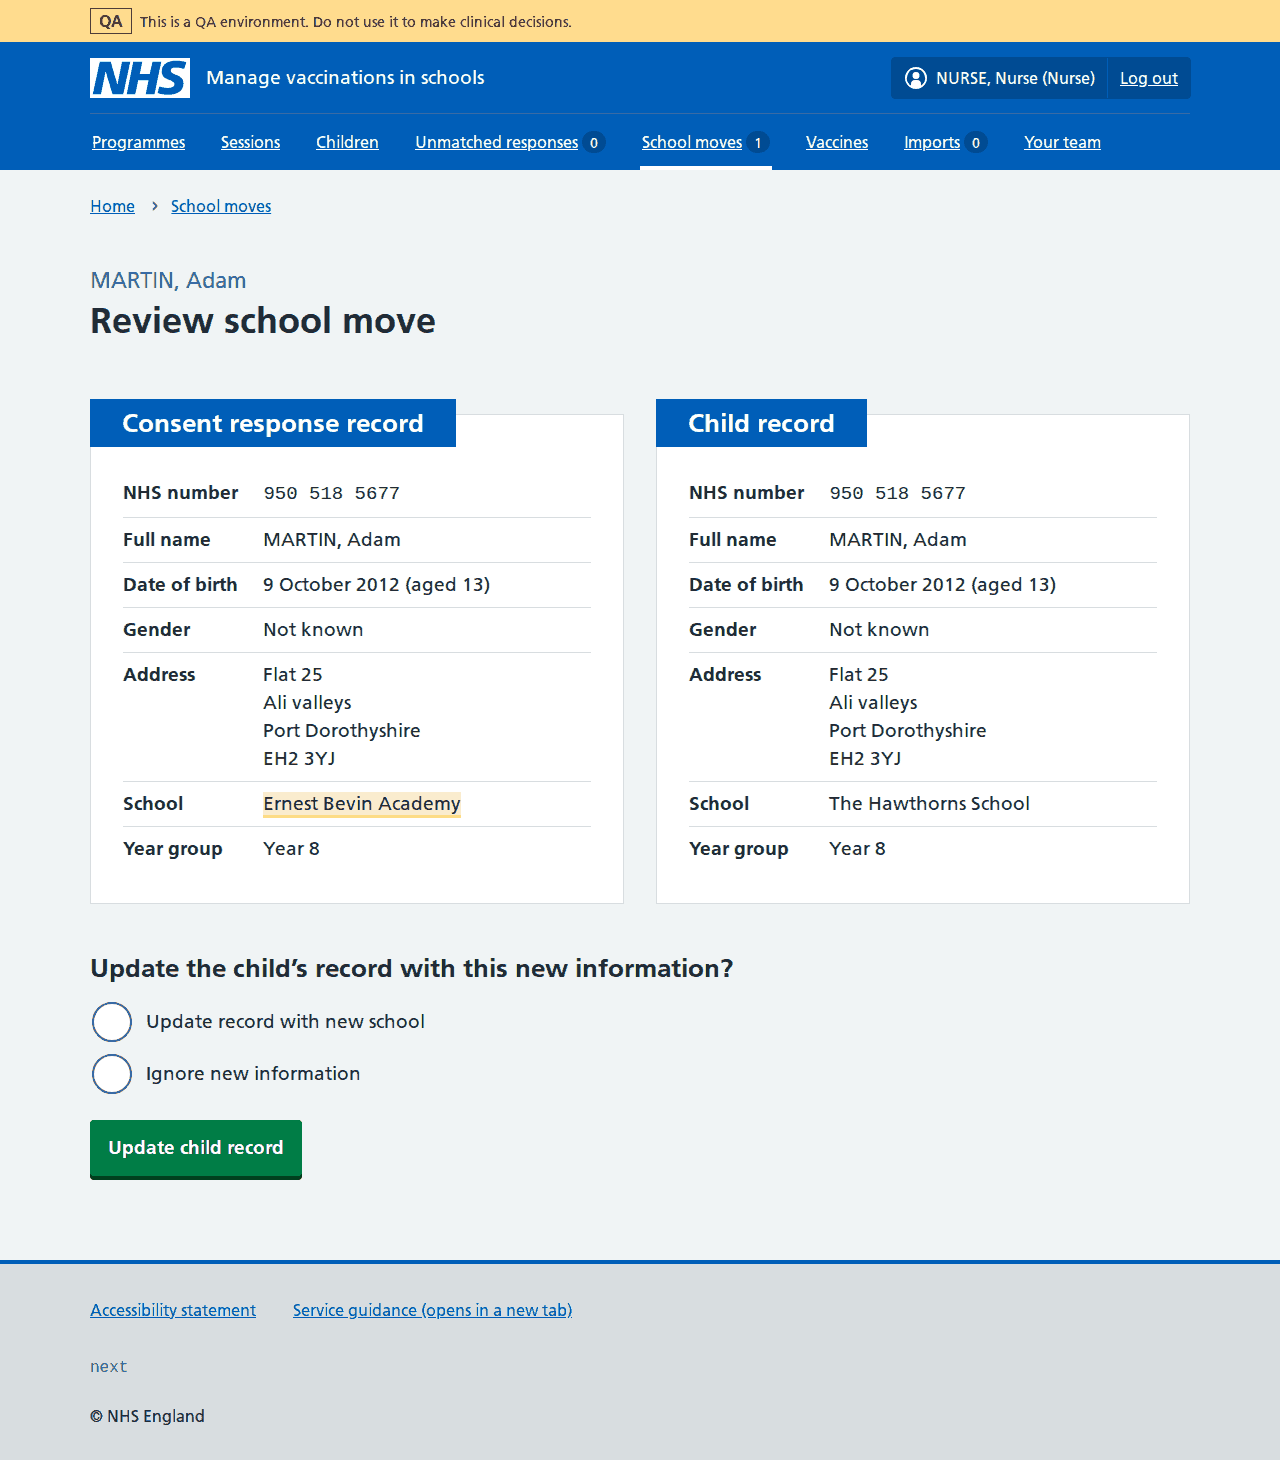 QA This is a QA environment. Do not use it to make clinical decisions.
NHS Manage vaccinations in schools NURSE, Nurse (Nurse) Log out
Programmes Sessions Children Unmatched responses 0 School moves 1 Vaccines Imports 0 Your team
Home › School moves
MARTIN, Adam
Review school move
Consent response record
NHS number 950 518 5677
Full name MARTIN, Adam
Date of birth 9 October 2012 (aged 13)
Gender Not known
Address Flat 25
Ali valleys
Port Dorothyshire
EH2 3YJ
School Ernest Bevin Academy
Year group Year 8
Child record
NHS number 950 518 5677
Full name MARTIN, Adam
Date of birth 9 October 2012 (aged 13)
Gender Not known
Address Flat 25
Ali valleys
Port Dorothyshire
EH2 3YJ
School The Hawthorns School
Year group Year 8
Update the child’s record with this new information?
Update record with new school
Ignore new information
Update child record
Accessibility statement Service guidance (opens in a new tab)
next
© NHS England